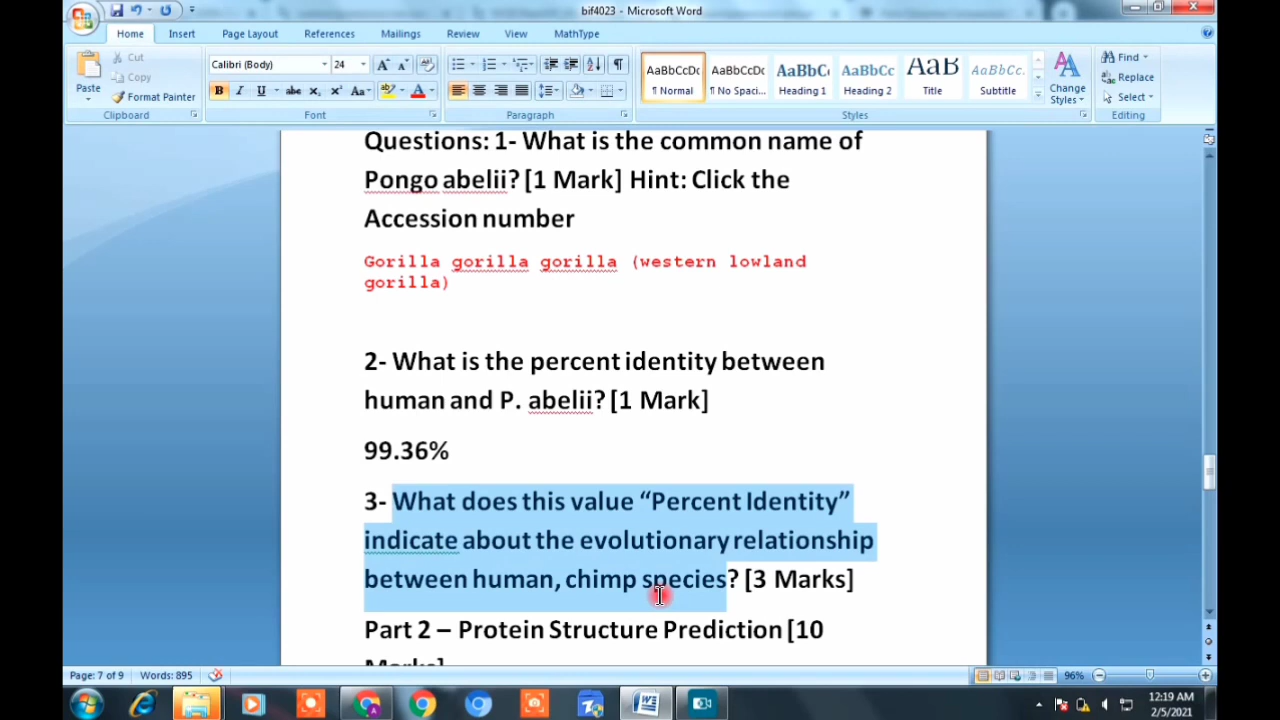 bif4023 - Microsoft Word
Home Insert Page Layout References Mailings Review View MathType
Paste
Cut
Copy
Format Painter
Clipboard
Calibri (Body) 24
B I U abc x₂ x² Aa A
Font
Paragraph
AaBbCcDc AaBbCcDc AaBbC AaBbCc AaB AaBbCc.
¶ Normal ¶ No Spaci... Heading 1 Heading 2 Title Subtitle
Change
Styles
Styles
Find
Replace
Select
Editing
Questions: 1- What is the common name of
Pongo abelii? [1 Mark] Hint: Click the
Accession number
Gorilla gorilla gorilla (western lowland
gorilla)
2- What is the percent identity between
human and P. abelii? [1 Mark]
99.36%
3- What does this value “Percent Identity”
indicate about the evolutionary relationship
between human, chimp species? [3 Marks]
Part 2 – Protein Structure Prediction [10
Marks]
Page: 7 of 9 Words: 895 96%
12:19 AM
2/5/2021